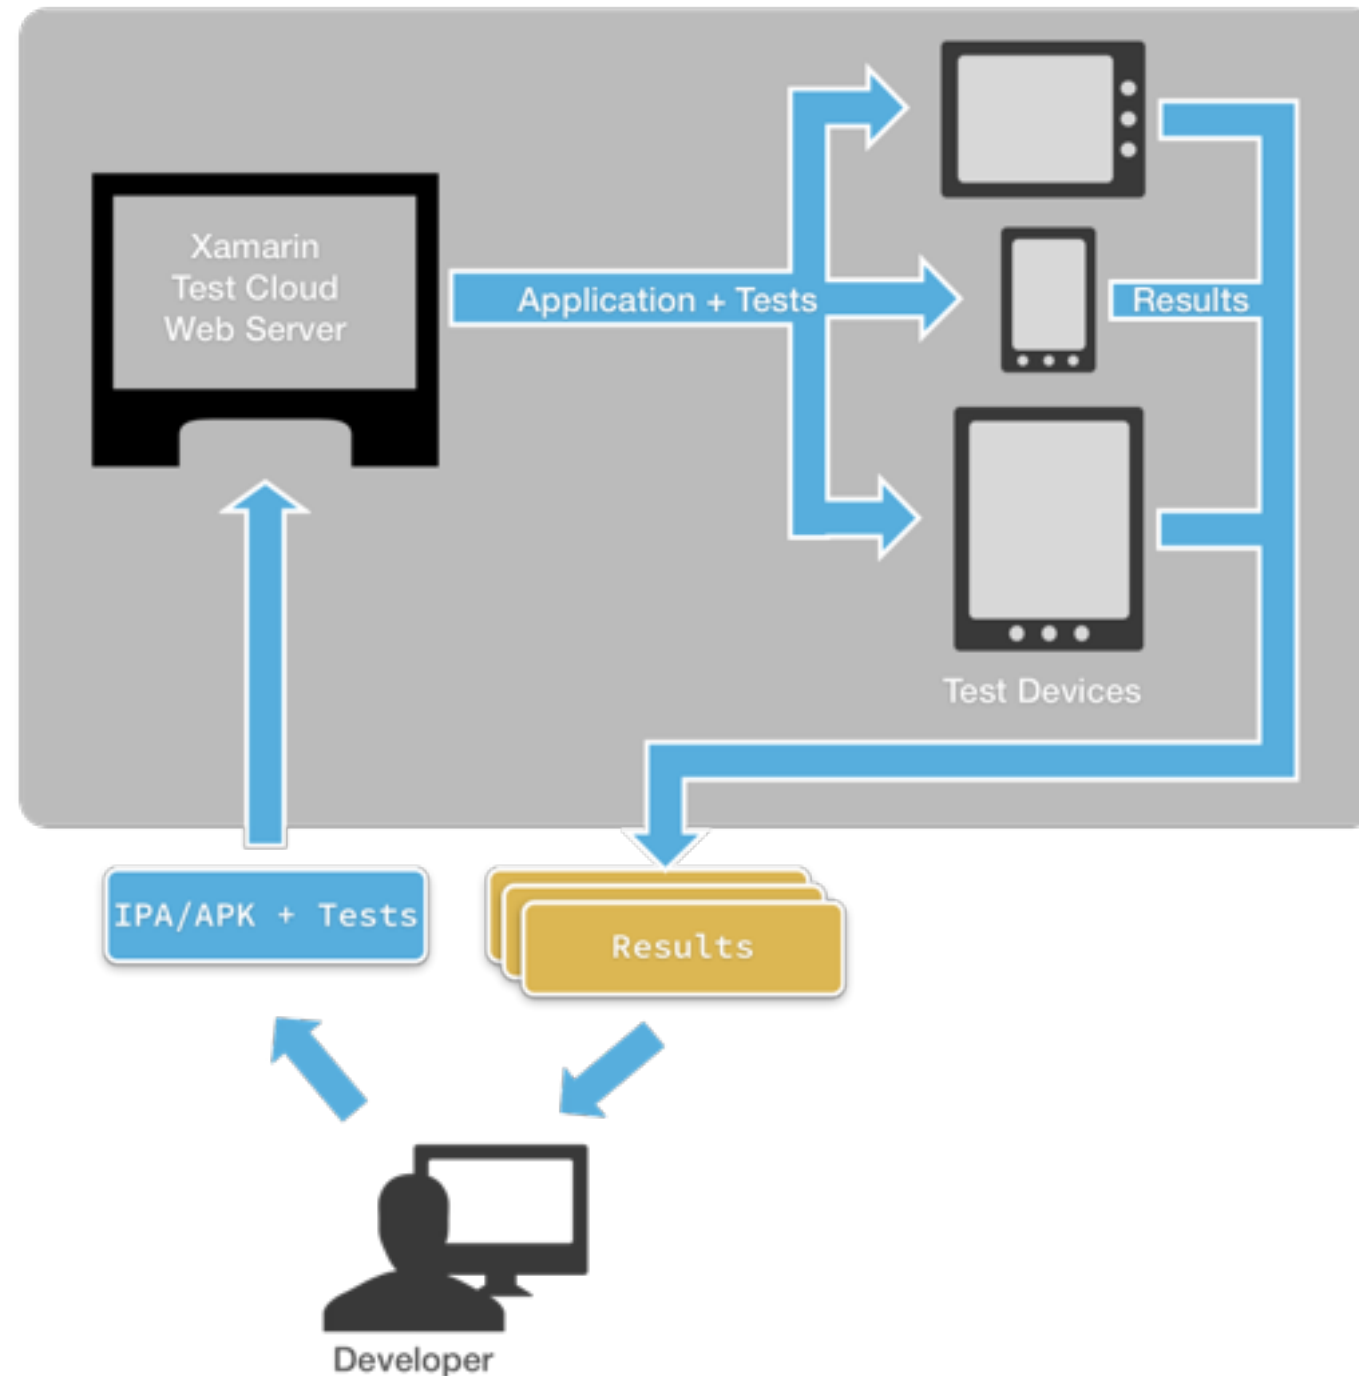 Xamarin
Test Cloud
Web Server
Application + Tests
Results
Test Devices
IPA/APK + Tests
Results
Developer